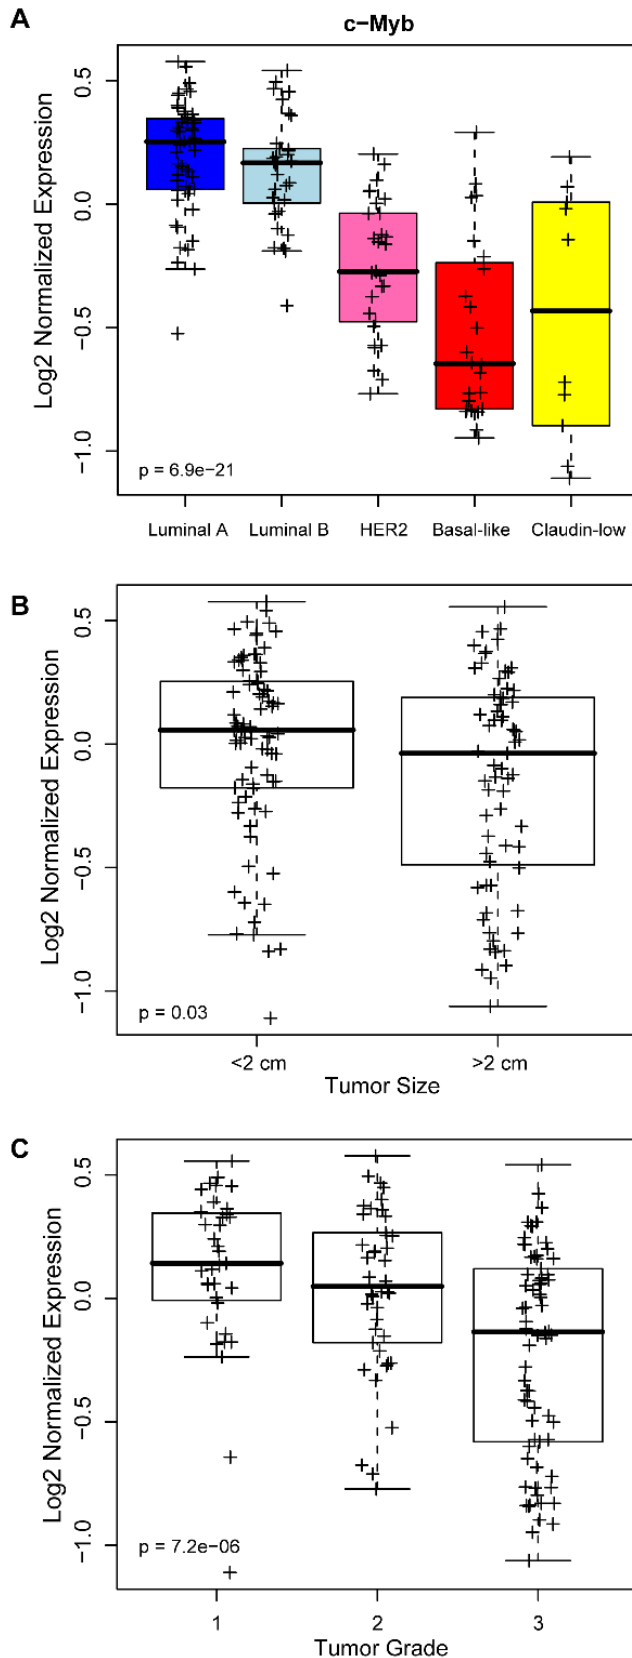 A
c−Myb
Log2 Normalized Expression
0.5
0.0
−0.5
−1.0
p = 6.9e−21
Luminal A Luminal B HER2 Basal-like Claudin-low
B
Log2 Normalized Expression
0.5
0.0
−0.5
−1.0
p = 0.03
<2 cm >2 cm
Tumor Size
C
Log2 Normalized Expression
0.5
0.0
−0.5
−1.0
p = 7.2e−06
1 2 3
Tumor Grade